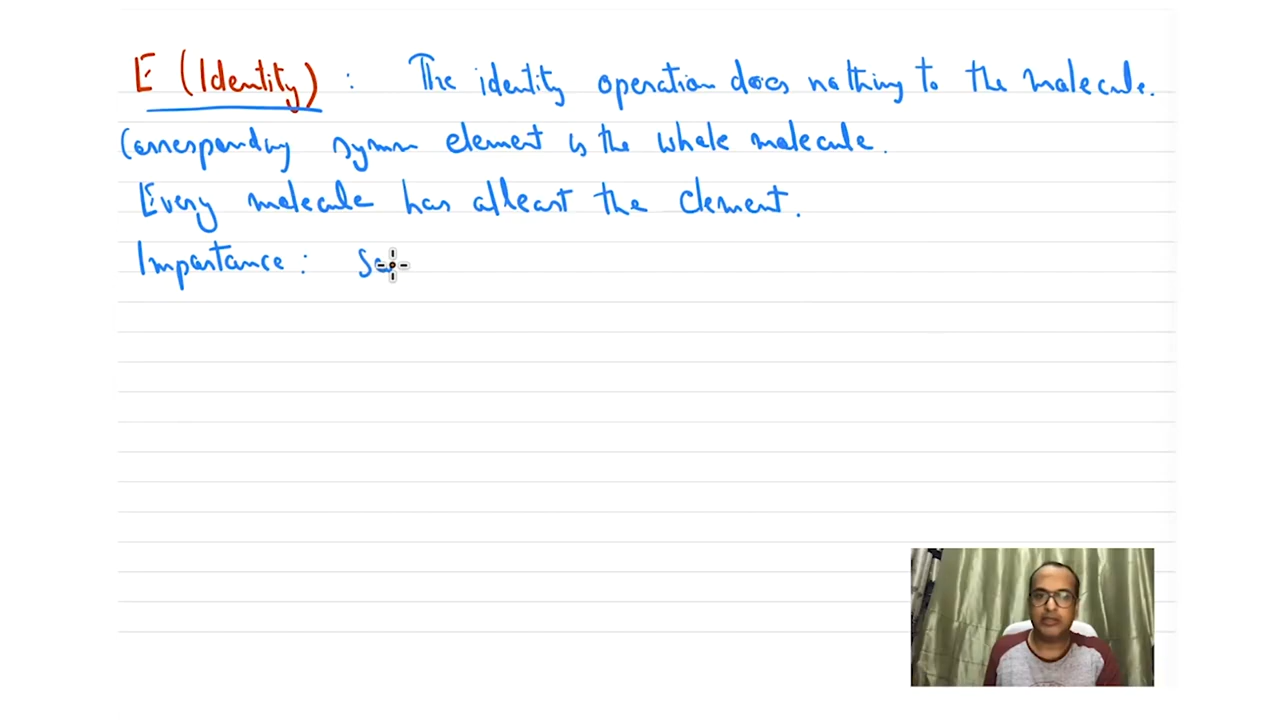 E (Identity) : The identity operation does nothing to the molecule.
Corresponding symm element is the whole molecule.
Every molecule has atleast the element.
Importance :